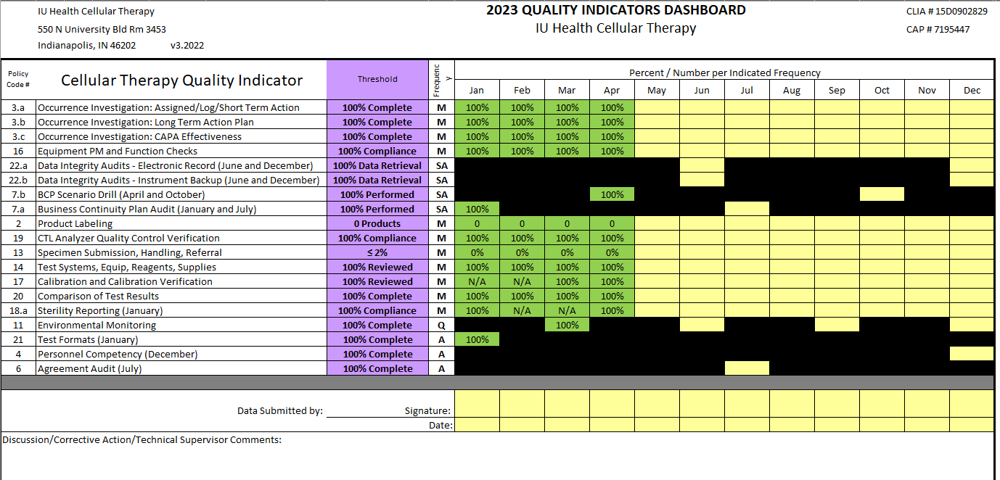 IU Health Cellular Therapy
2023 QUALITY INDICATORS DASHBOARD
CLIA # 15D0902829
550 N University Bld Rm 3453
IU Health Cellular Therapy
CAP # 7195447
Indianapolis, IN 46202 v3.2022
Policy Code # Cellular Therapy Quality Indicator Threshold Frequency Percent / Number per Indicated Frequency
Jan Feb Mar Apr May Jun Jul Aug Sep Oct Nov Dec
3.a Occurrence Investigation: Assigned/Log/Short Term Action 100% Complete M 100% 100% 100% 100%
3.b Occurrence Investigation: Long Term Action Plan 100% Complete M 100% 100% 100% 100%
3.c Occurrence Investigation: CAPA Effectiveness 100% Complete M 100% 100% 100% 100%
16 Equipment PM and Function Checks 100% Compliance M 100% 100% 100% 100%
22.a Data Integrity Audits - Electronic Record (June and December) 100% Data Retrieval SA
22.b Data Integrity Audits - Instrument Backup (June and December) 100% Data Retrieval SA
7.b BCP Scenario Drill (April and October) 100% Performed SA 100%
7.a Business Continuity Plan Audit (January and July) 100% Performed SA 100%
2 Product Labeling 0 Products M 0 0 0 0
19 CTL Analyzer Quality Control Verification 100% Compliance M 100% 100% 100% 100%
13 Specimen Submission, Handling, Referral ≤ 2% M 0% 0% 0% 0%
14 Test Systems, Equip, Reagents, Supplies 100% Reviewed M 100% 100% 100% 100%
17 Calibration and Calibration Verification 100% Reviewed M N/A N/A 100% 100%
20 Comparison of Test Results 100% Complete M 100% 100% 100% 100%
18.a Sterility Reporting (January) 100% Compliance M 100% N/A N/A 100%
11 Environmental Monitoring 100% Complete Q 100%
21 Test Formats (January) 100% Complete A 100%
4 Personnel Competency (December) 100% Complete A
6 Agreement Audit (July) 100% Complete A
Data Submitted by: Signature:
Date:
Discussion/Corrective Action/Technical Supervisor Comments: